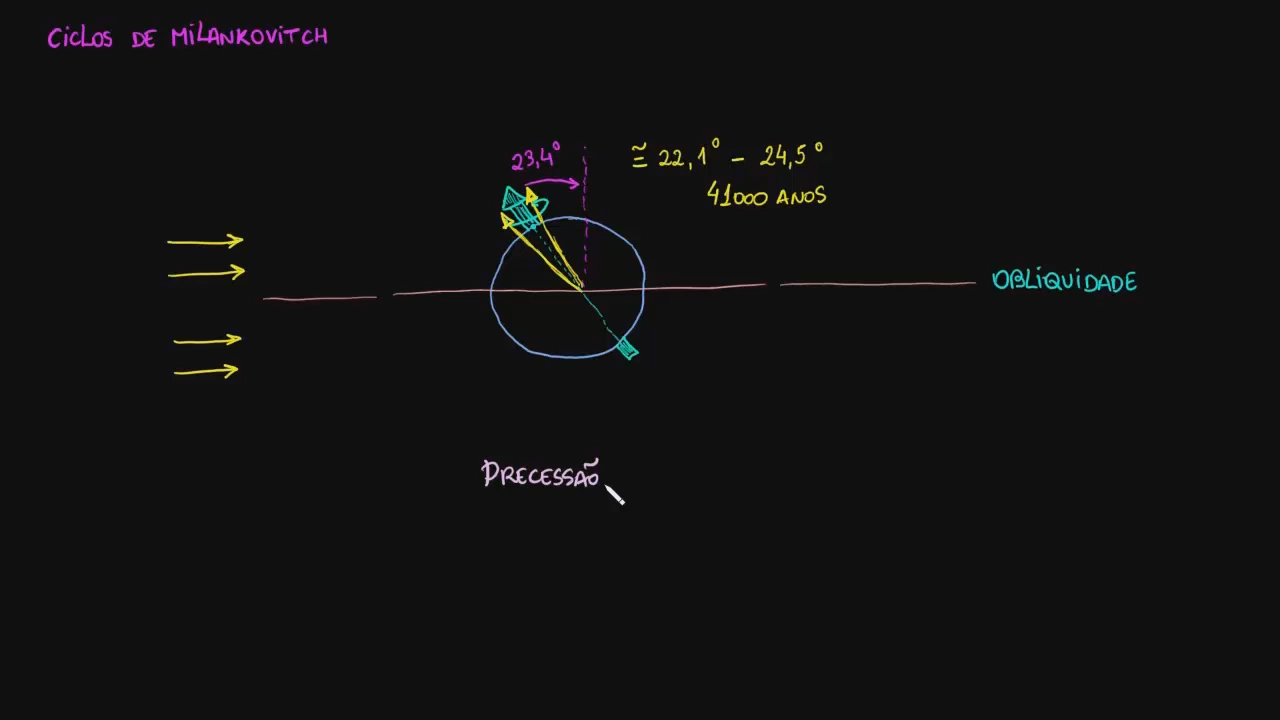 CiCLOS DE MiLANKOVITCH
23,4°
≅ 22,1° - 24,5°
41000 ANOS
OBLiQUiDADE
PRECESSÃO